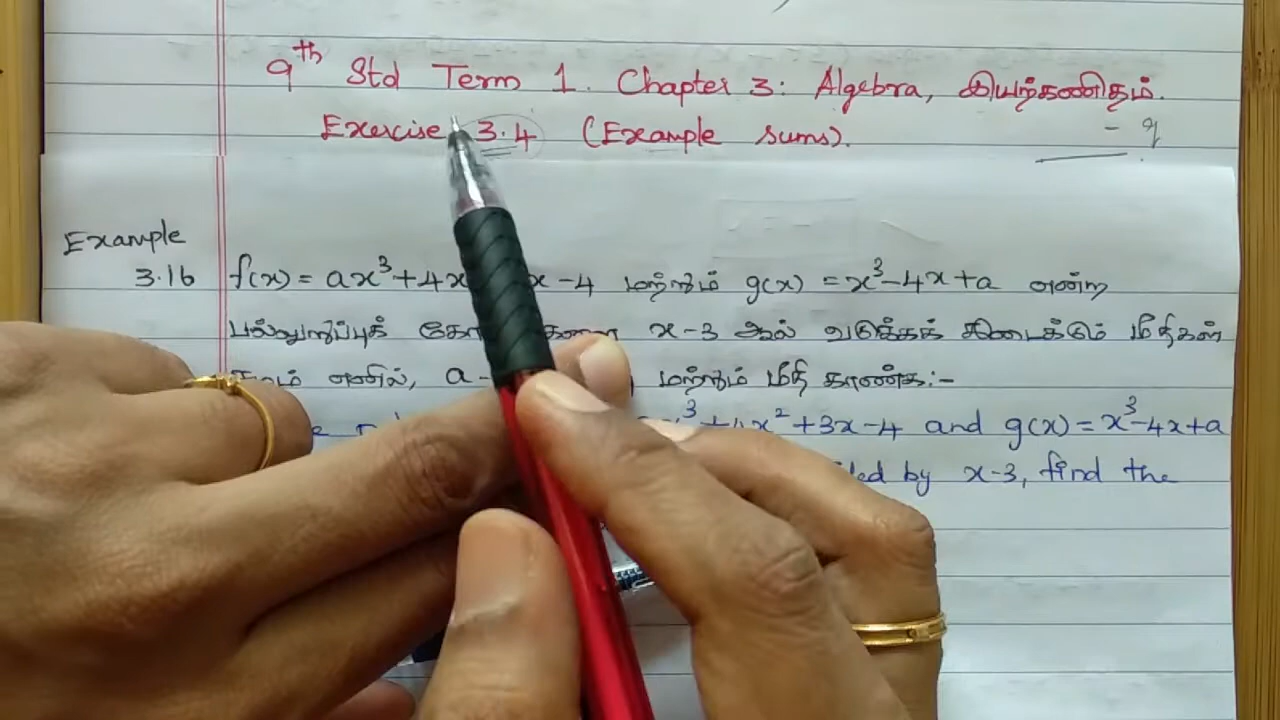 9th Std Term 1. Chapter 3: Algebra, இயற்கணிதம்.
Exercise 3.4 (Example sums). - 9
Example
3.16 f(x) = ax³+4x x-4 மற்றும் g(x) = x³-4x+a என்ற
பல்லுறுப்புக் x-3 ஆல் வகுக்கக் கிடைக்கும் மீதிகள்
எனில், a மற்றும் மீதி காண்க:-
x³+4x²+3x-4 and g(x) = x³-4x+a
by x-3, find the